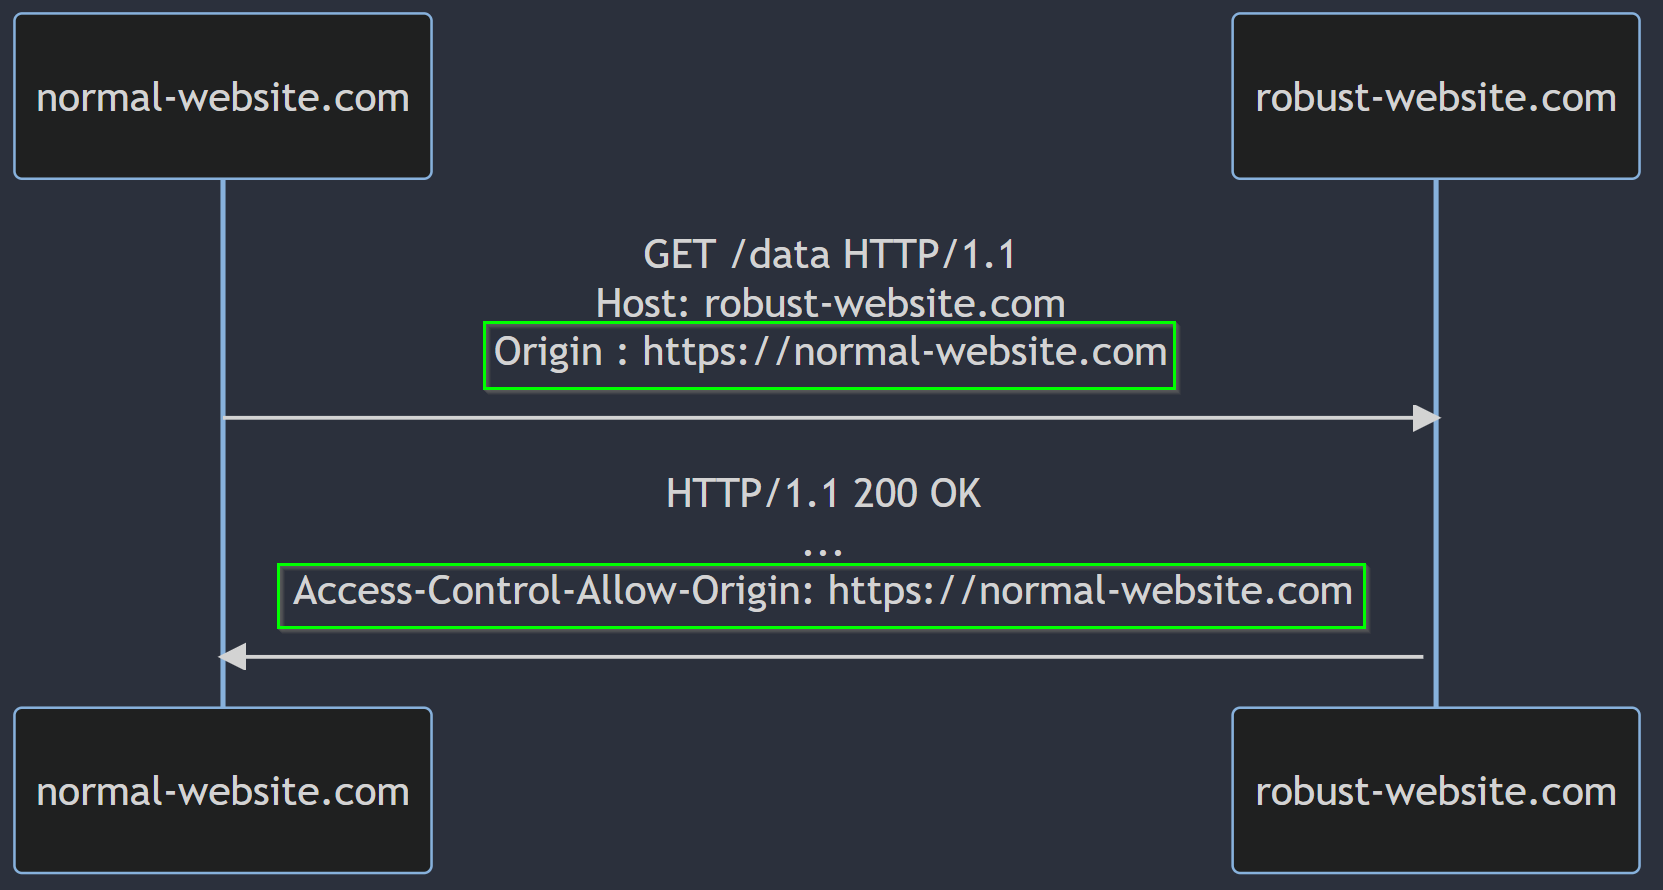 normal-website.com
robust-website.com
GET /data HTTP/1.1
Host: robust-website.com
Origin : https://normal-website.com
HTTP/1.1 200 OK
...
Access-Control-Allow-Origin: https://normal-website.com
normal-website.com
robust-website.com